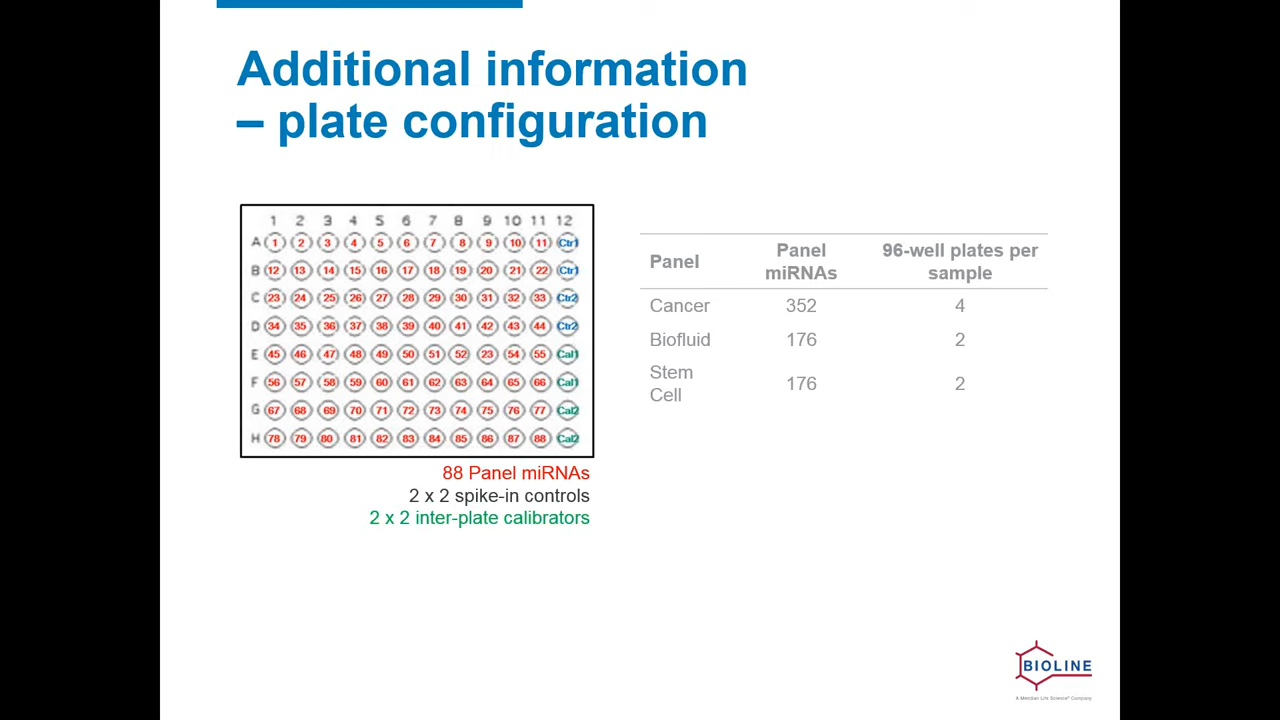 Additional information
– plate configuration
1 2 3 4 5 6 7 8 9 10 11 12
A 1 2 3 4 5 6 7 8 9 10 11 Ctr1
B 12 13 14 15 16 17 18 19 20 21 22 Ctr1
C 23 24 25 26 27 28 29 30 31 32 33 Ctr2
D 34 35 36 37 38 39 40 41 42 43 44 Ctr2
E 45 46 47 48 49 50 51 52 23 54 55 Cal1
F 56 57 58 59 60 61 62 63 64 65 66 Cal1
G 67 68 69 70 71 72 73 74 75 76 77 Cal2
H 78 79 80 81 82 83 84 85 86 87 88 Cal2
88 Panel miRNAs
2 x 2 spike-in controls
2 x 2 inter-plate calibrators
Panel
Panel
miRNAs
96-well plates per
sample
Cancer 352 4
Biofluid 176 2
Stem
Cell 176 2
BIOLINE
A Meridian Life Science® Company